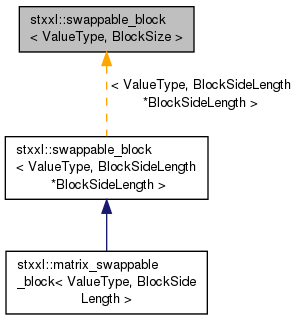 stxxl::swappable_block
< ValueType, BlockSize >
< ValueType, BlockSideLength
*BlockSideLength >
stxxl::swappable_block
< ValueType, BlockSideLength
*BlockSideLength >
stxxl::matrix_swappable
_block< ValueType, BlockSide
Length >